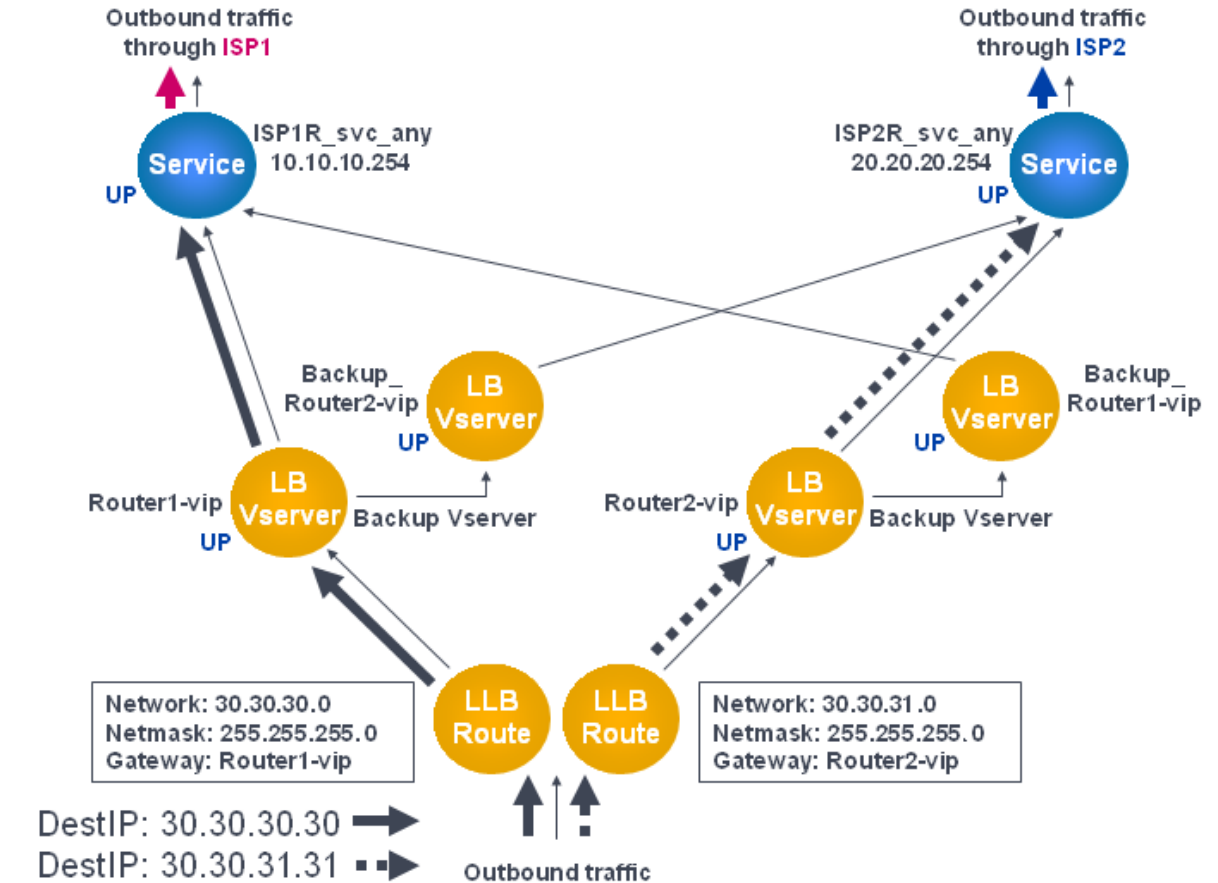 Outbound traffic
through ISP1
Outbound traffic
through ISP2
Service
ISP1R_svc_any
10.10.10.254
UP
ISP2R_svc_any
20.20.20.254
UP
Service
Backup_
Router2-vip
UP
LB
Vserver
LB
Vserver
Backup_
Router1-vip
UP
Router1-vip
UP
LB
Vserver
Backup Vserver
Router2-vip
UP
LB
Vserver
Backup Vserver
Network: 30.30.30.0
Netmask: 255.255.255.0
Gateway: Router1-vip
LLB
Route
LLB
Route
Network: 30.30.31.0
Netmask: 255.255.255.0
Gateway: Router2-vip
DestIP: 30.30.30.30
DestIP: 30.30.31.31
Outbound traffic